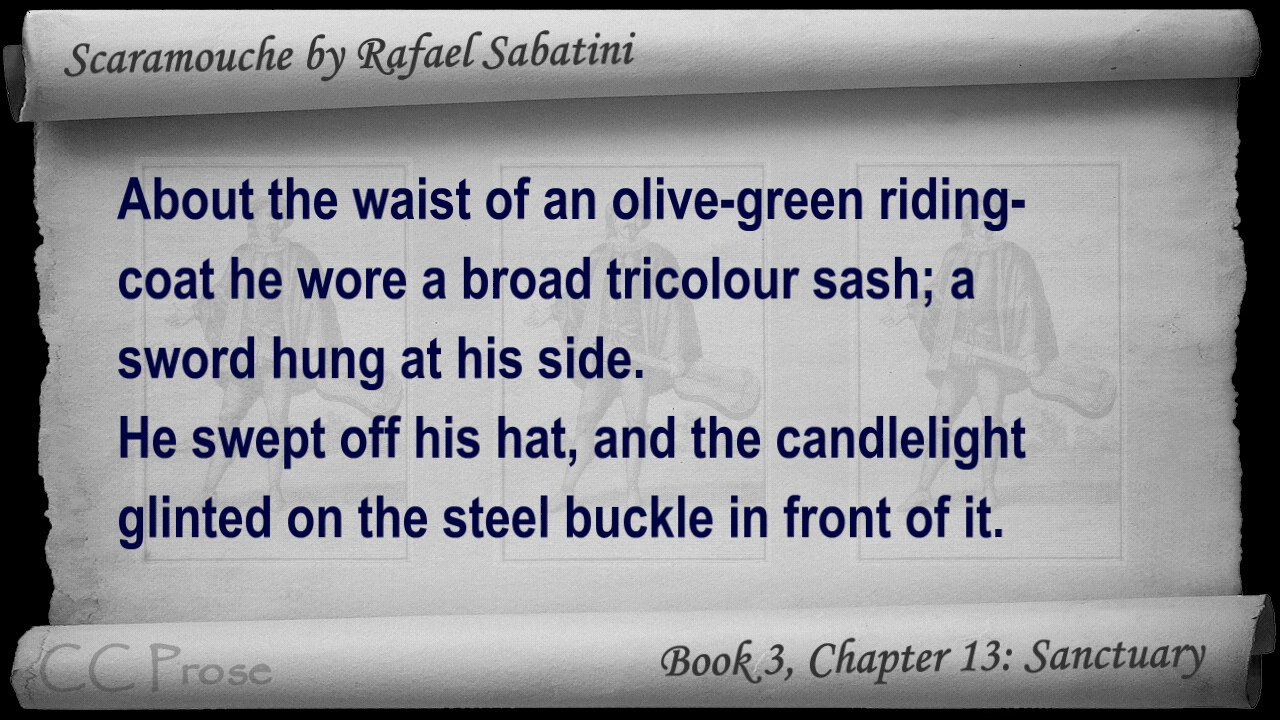 Scaramouche by Rafael Sabatini
About the waist of an olive-green riding-
coat he wore a broad tricolour sash; a
sword hung at his side.
He swept off his hat, and the candlelight
glinted on the steel buckle in front of it.
CC Prose
Book 3, Chapter 13: Sanctuary